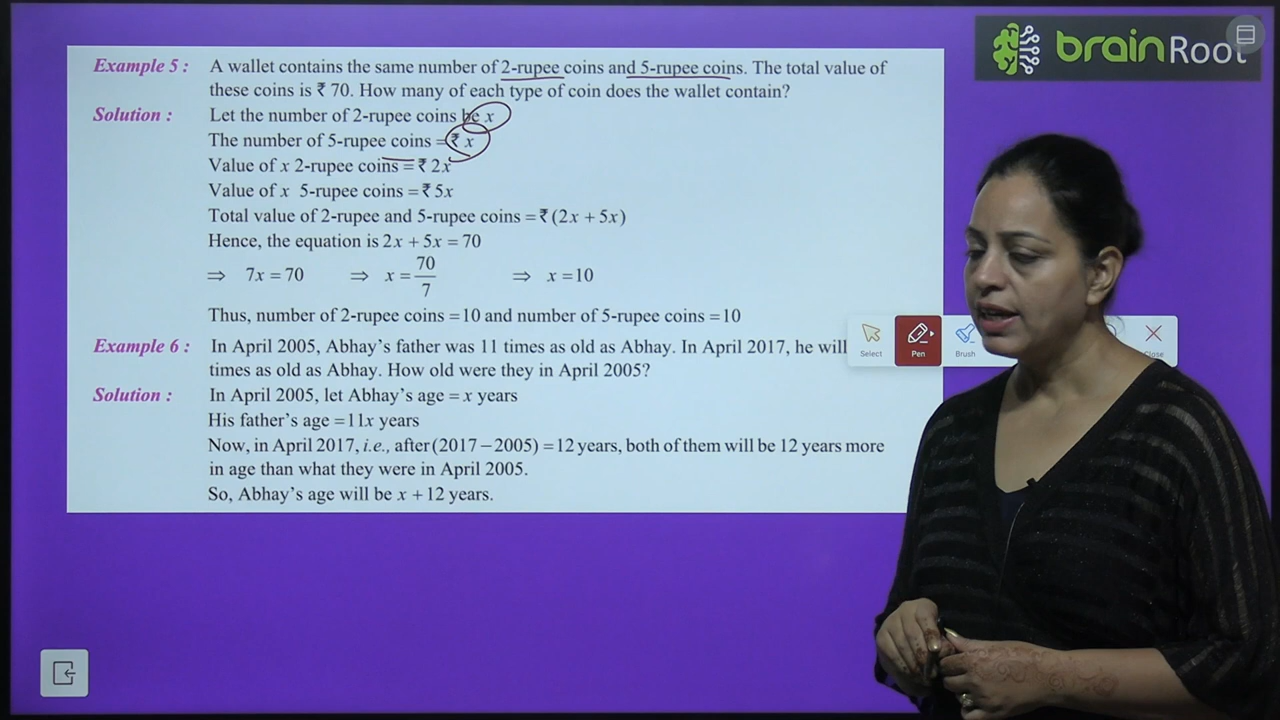 brainRoot
Example 5 : A wallet contains the same number of 2-rupee coins and 5-rupee coins. The total value of
these coins is ₹ 70. How many of each type of coin does the wallet contain?
Solution : Let the number of 2-rupee coins be x
The number of 5-rupee coins = ₹ x
Value of x 2-rupee coins = ₹ 2x
Value of x 5-rupee coins = ₹ 5x
Total value of 2-rupee and 5-rupee coins = ₹ (2x + 5x)
Hence, the equation is 2x + 5x = 70
⇒ 7x = 70 ⇒ x = 70/7 ⇒ x = 10
Thus, number of 2-rupee coins = 10 and number of 5-rupee coins = 10
Example 6 : In April 2005, Abhay's father was 11 times as old as Abhay. In April 2017, he will
times as old as Abhay. How old were they in April 2005?
Solution : In April 2005, let Abhay's age = x years
His father's age = 11x years
Now, in April 2017, i.e., after (2017 – 2005) = 12 years, both of them will be 12 years more
in age than what they were in April 2005.
So, Abhay's age will be x + 12 years.
Select Pen Brush